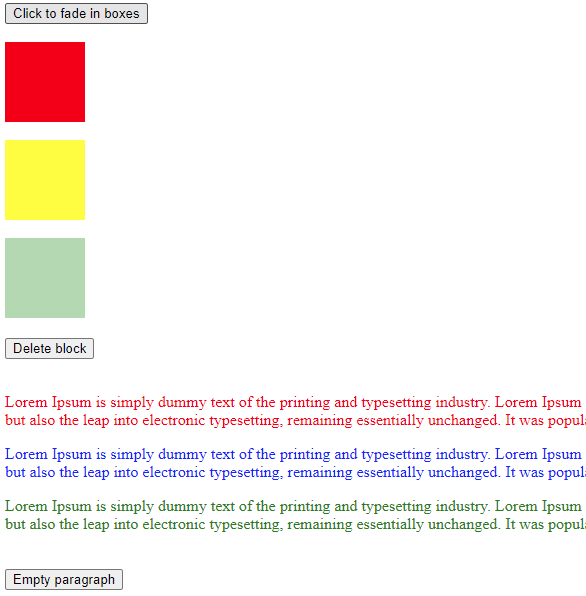 Click to fade in boxes
Delete block
Lorem Ipsum is simply dummy text of the printing and typesetting industry. Lorem Ipsum
but also the leap into electronic typesetting, remaining essentially unchanged. It was
Lorem Ipsum is simply dummy text of the printing and typesetting industry. Lorem Ipsum
but also the leap into electronic typesetting, remaining essentially unchanged. It was
Lorem Ipsum is simply dummy text of the printing and typesetting industry. Lorem Ipsum
but also the leap into electronic typesetting, remaining essentially unchanged. It was
Empty paragraph